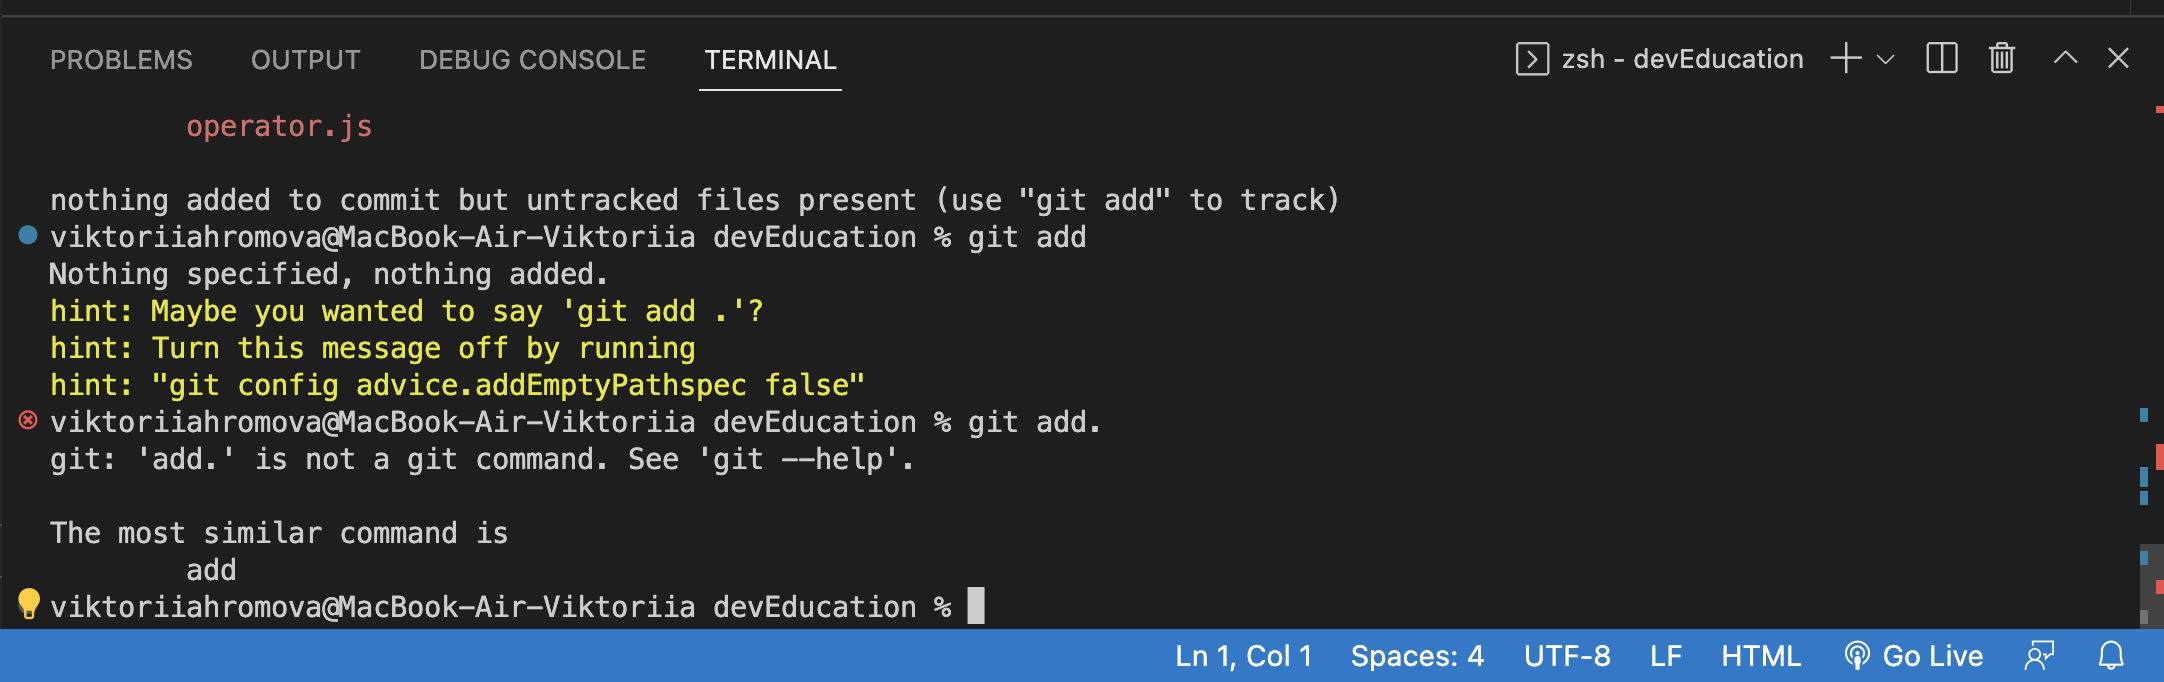 PROBLEMS OUTPUT DEBUG CONSOLE TERMINAL zsh - devEducation
operator.js
nothing added to commit but untracked files present (use "git add" to track)
viktoriiahromova@MacBook-Air-Viktoriia devEducation % git add
Nothing specified, nothing added.
hint: Maybe you wanted to say 'git add .'?
hint: Turn this message off by running
hint: "git config advice.addEmptyPathspec false"
viktoriiahromova@MacBook-Air-Viktoriia devEducation % git add.
git: 'add.' is not a git command. See 'git --help'.
The most similar command is
add
viktoriiahromova@MacBook-Air-Viktoriia devEducation %
Ln 1, Col 1 Spaces: 4 UTF-8 LF HTML Go Live